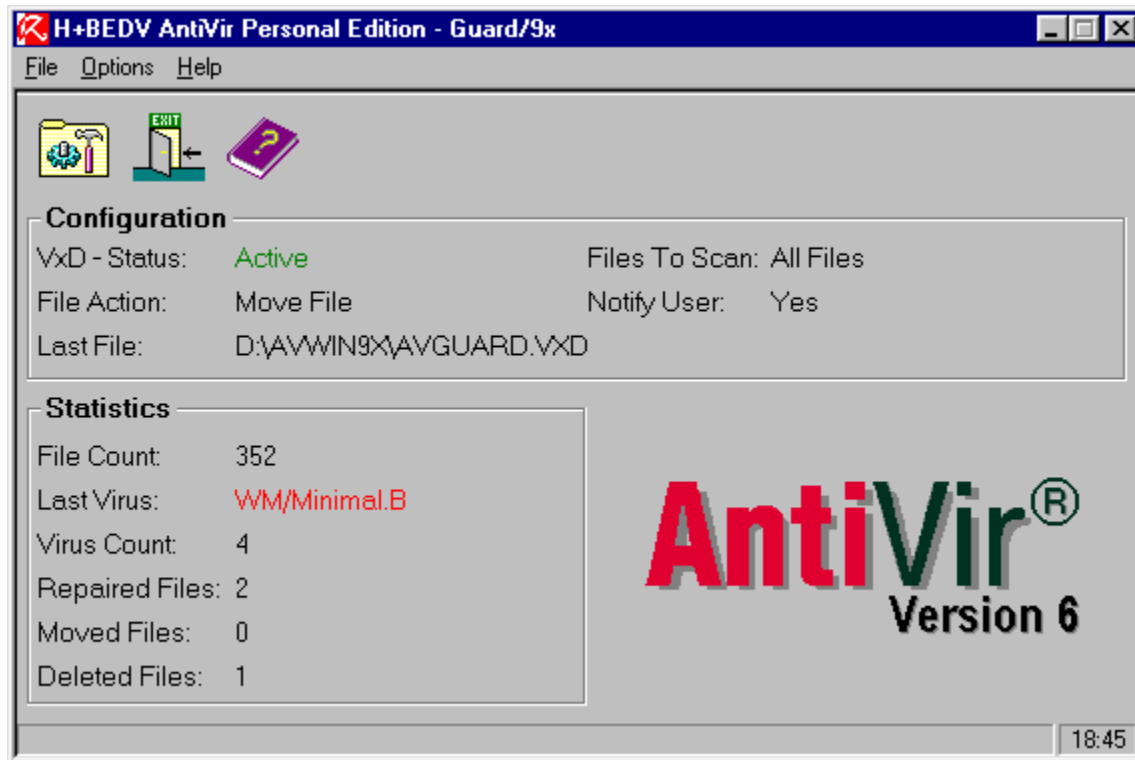 H+BEDV AntiVir Personal Edition - Guard/9x
File Options Help
EXIT
?
Configuration
VxD - Status: Active Files To Scan: All Files
File Action: Move File Notify User: Yes
Last File: D:\AVWIN9X\AVGUARD.VXD
Statistics
File Count: 352
Last Virus: WM/Minimal.B
Virus Count: 4
Repaired Files: 2
Moved Files: 0
Deleted Files: 1
AntiVir®
Version 6
18:45